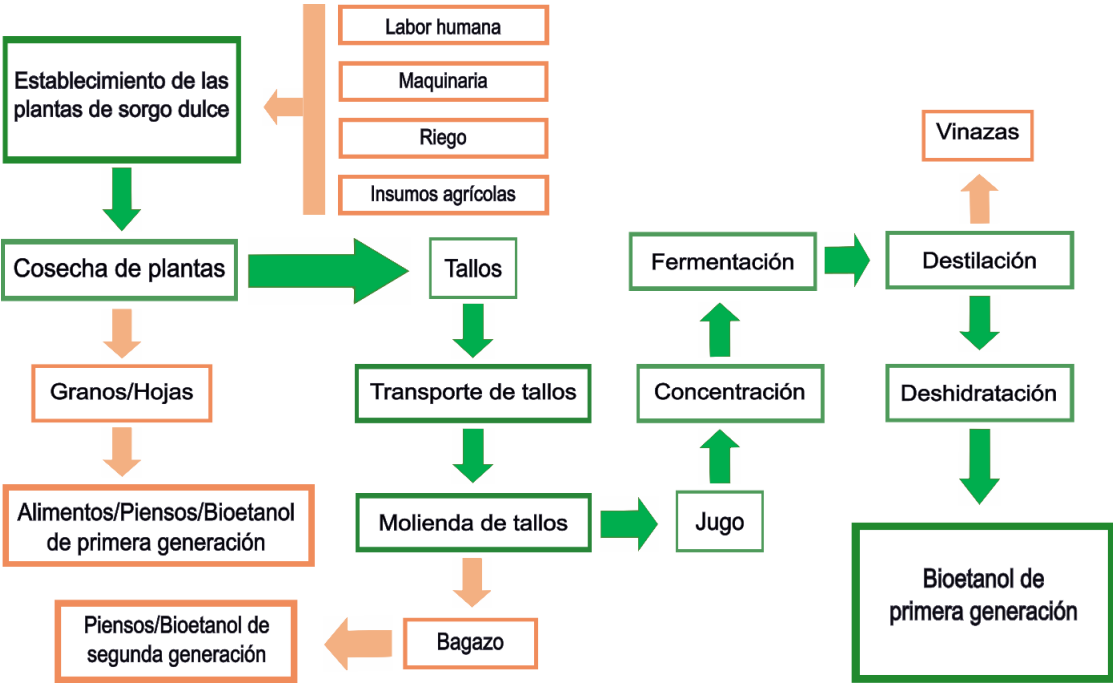 Establecimiento de las
plantas de sorgo dulce
Labor humana
Maquinaria
Riego
Insumos agrícolas
Cosecha de plantas
Tallos
Granos/Hojas
Alimentos/Piensos/Bioetanol
de primera generación
Transporte de tallos
Molienda de tallos
Bagazo
Piensos/Bioetanol de
segunda generación
Jugo
Concentración
Fermentación
Destilación
Vinazas
Deshidratación
Bioetanol de
primera generación